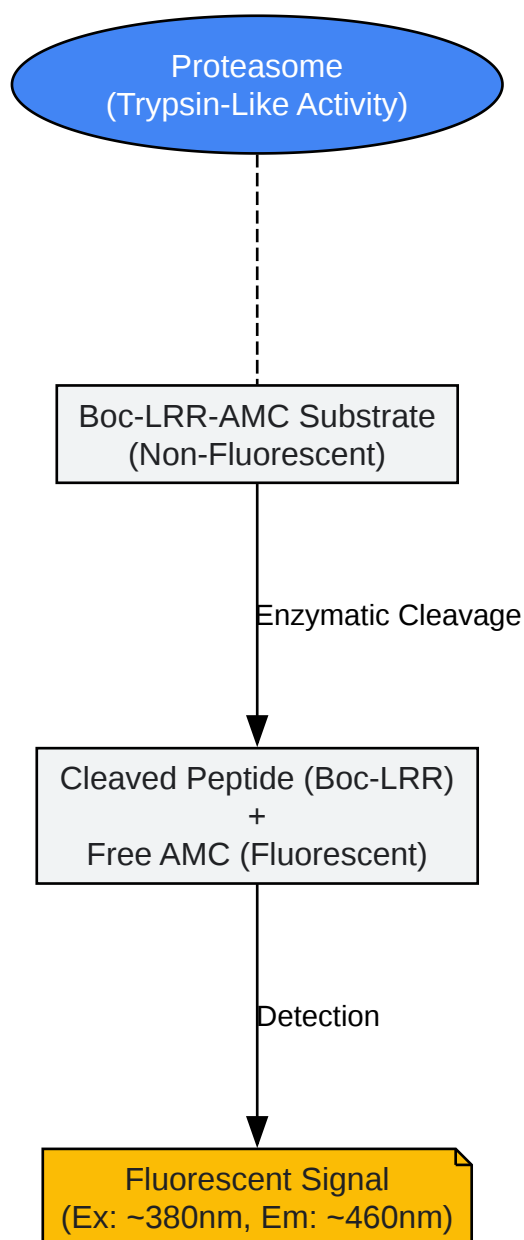 Proteasome
(Trypsin-Like Activity)
Boc-LRR-AMC Substrate
(Non-Fluorescent)
Enzymatic Cleavage
Cleaved Peptide (Boc-LRR)
+
Free AMC (Fluorescent)
Detection
Fluorescent Signal
(Ex: ~380nm, Em: ~460nm)